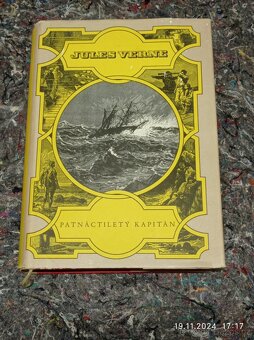 JULES VERNE
PATNÁCTILETÝ KAPITÁN
19.11.2024 17:17